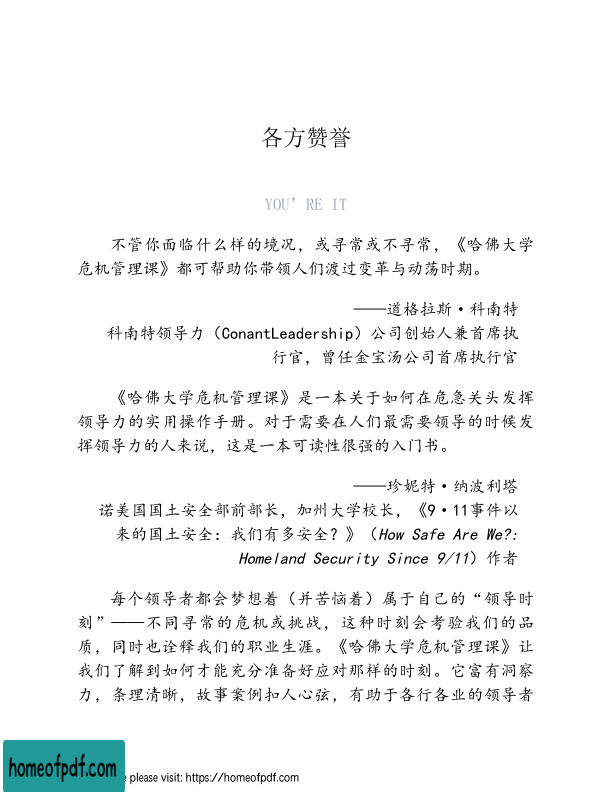 各方赞誉
YOU’RE IT
不管你面临什么样的境况，或寻常或不寻常，《哈佛大学
危机管理课》都可帮助你带领人们渡过变革与动荡时期。
——道格拉斯·科南特
科南特领导力（ConantLeadership）公司创始人兼首席执
行官，曾任金宝汤公司首席执行官
《哈佛大学危机管理课》是一本关于如何在危急关头发挥
领导力的实用操作手册。对于需要在人们最需要领导的时候发
挥领导力的人来说，这是一本可读性很强的入门书。
——珍妮特·纳波利塔
诺美国国土安全部前部长，加州大学校长，《9·11事件以
来的国土安全：我们有多安全？》（How Safe Are We?:
Homeland Security Since 9/11）作者
每个领导者都会梦想着（并苦恼着）属于自己的“领导时
刻”——不同寻常的危机或挑战，这种时刻会考验我们的品
质，同时也诠释我们的职业生涯。《哈佛大学危机管理课》让
我们了解到如何才能充分准备好应对那样的时刻。它富有洞察
力，条理清晰，故事案例扣人心弦，有助于各行各业的领导者
homeofpdf.com
e please visit: https://homeofpdf.com